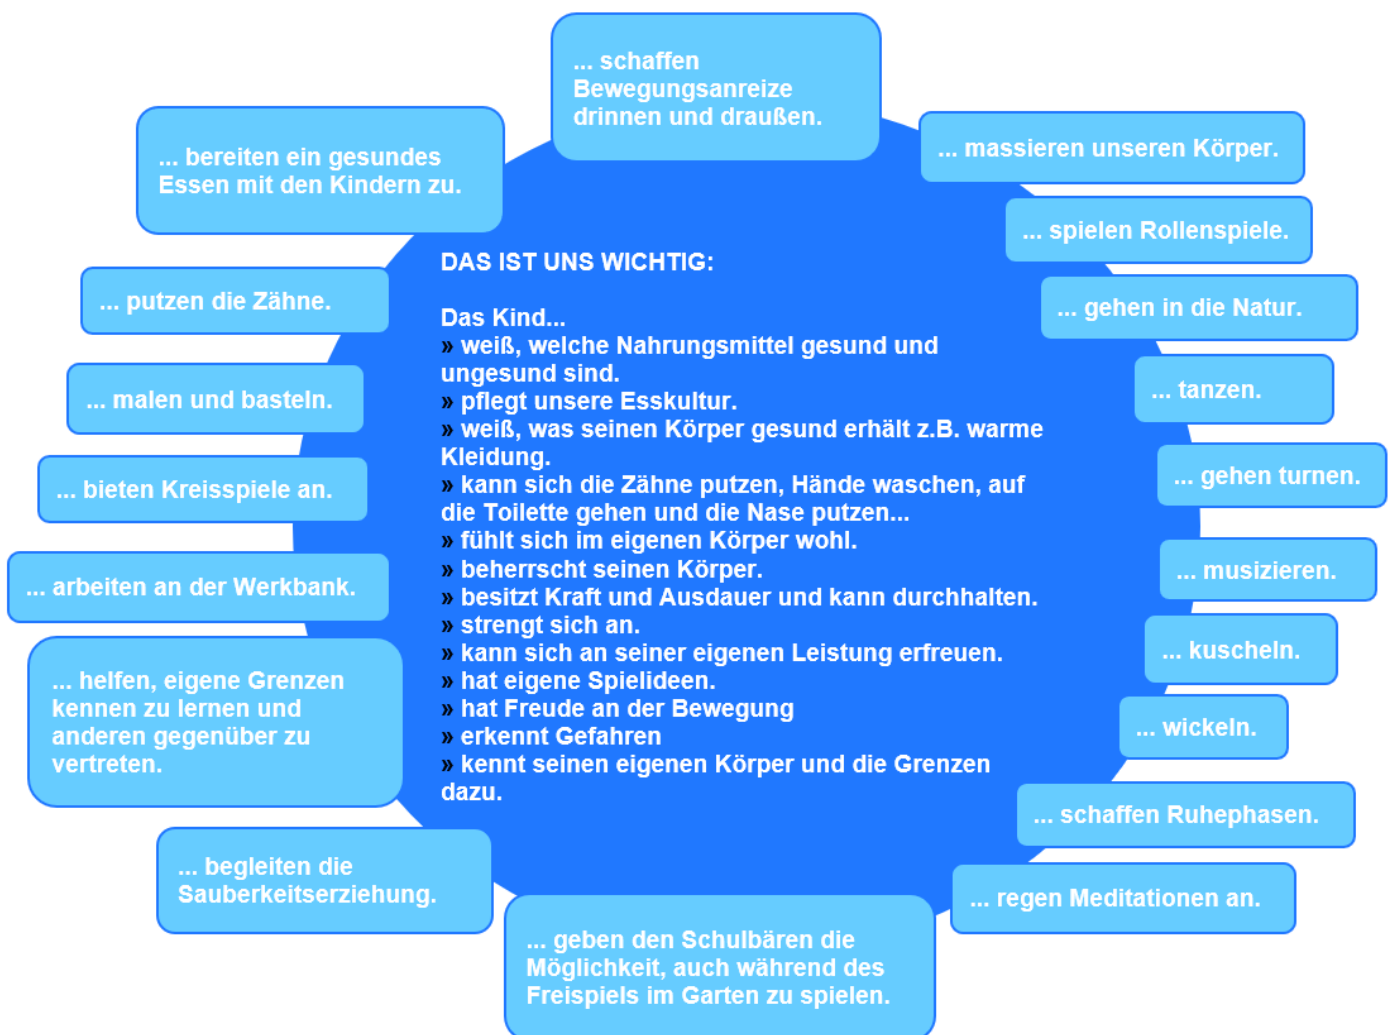 ... schaffen
Bewegungsanreize
drinnen und draußen.
... bereiten ein gesundes
Essen mit den Kindern zu.
... putzen die Zähne.
... malen und basteln.
... bieten Kreisspiele an.
... arbeiten an der Werkbank.
... helfen, eigene Grenzen
kennen zu lernen und
anderen gegenüber zu
vertreten.
... begleiten die
Sauberkeitserziehung.
DAS IST UNS WICHTIG:
Das Kind...
» weiß, welche Nahrungsmittel gesund und
ungesund sind.
» pflegt unsere Esskultur.
» weiß, was seinen Körper gesund erhält z.B. warme
Kleidung.
» kann sich die Zähne putzen, Hände waschen, auf
die Toilette gehen und die Nase putzen...
» fühlt sich im eigenen Körper wohl.
» beherrscht seinen Körper.
» besitzt Kraft und Ausdauer und kann durchhalten.
» strengt sich an.
» kann sich an seiner eigenen Leistung erfreuen.
» hat eigene Spielideen.
» hat Freude an der Bewegung
» erkennt Gefahren
» kennt seinen eigenen Körper und die Grenzen
dazu.
... massieren unseren Körper.
... spielen Rollenspiele.
... gehen in die Natur.
... tanzen.
... gehen turnen.
... musizieren.
... kuscheln.
... wickeln.
... schaffen Ruhephasen.
... regen Meditationen an.
... geben den Schulbären die
Möglichkeit, auch während des
Freispiels im Garten zu spielen.